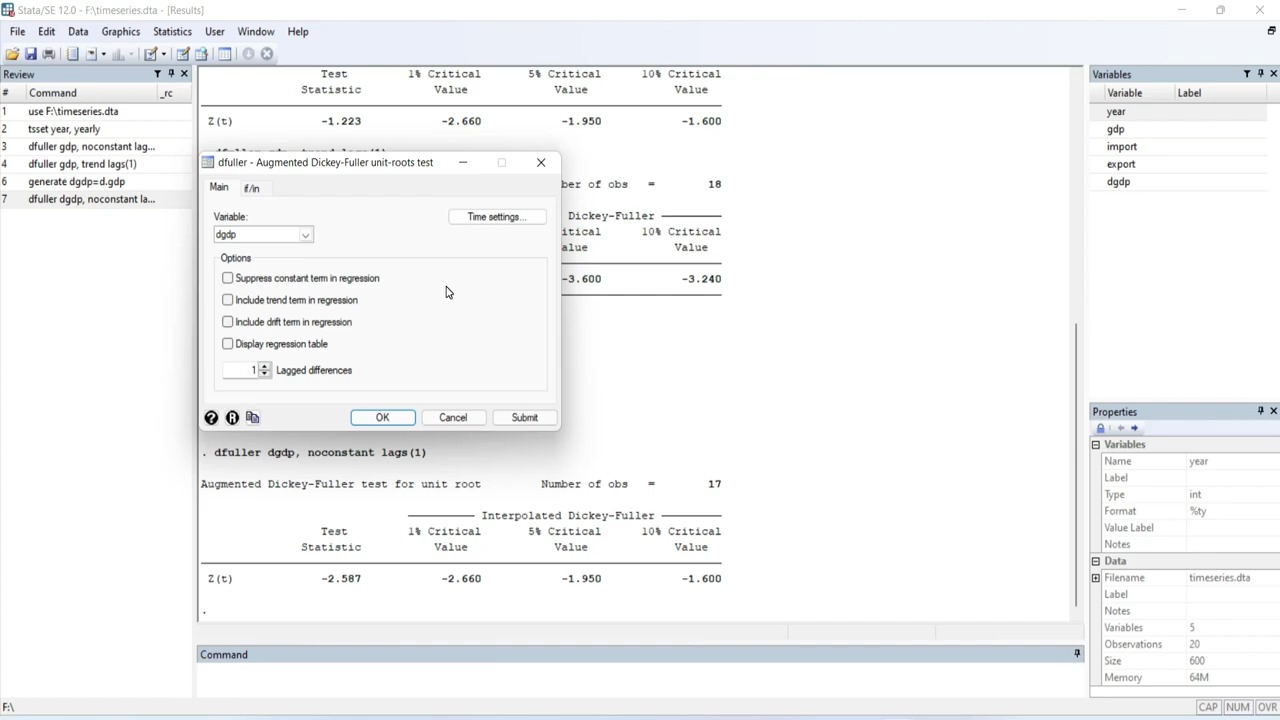 Stata/SE 12.0 - F:\timeseries.dta - [Results]
File Edit Data Graphics Statistics User Window Help
Review
# Command _rc
1 use F:\timeseries.dta
2 tsset year, yearly
3 dfuller gdp, noconstant lag...
4 dfuller gdp, trend lags(1)
6 generate dgdp=d.gdp
7 dfuller dgdp, noconstant la...
Test 1% Critical 5% Critical 10% Critical
Statistic Value Value Value
Z(t) -1.223 -2.660 -1.950 -1.600
ber of obs = 18
Dickey-Fuller
itical 10% Critical
alue Value
-3.600 -3.240
dfuller - Augmented Dickey-Fuller unit-roots test
Main if/in
Variable:
Time settings...
dgdp
Options
Suppress constant term in regression
Include trend term in regression
Include drift term in regression
Display regression table
1 Lagged differences
OK Cancel Submit
. dfuller dgdp, noconstant lags(1)
Augmented Dickey-Fuller test for unit root Number of obs = 17
Interpolated Dickey-Fuller
Test 1% Critical 5% Critical 10% Critical
Statistic Value Value Value
Z(t) -2.587 -2.660 -1.950 -1.600
.
Command
Variables
Variable Label
year
gdp
import
export
dgdp
Properties
Variables
Name year
Label
Type int
Format %ty
Value Label
Notes
Data
Filename timeseries.dta
Label
Notes
Variables 5
Observations 20
Size 600
Memory 64M
F:\
CAP NUM OVR